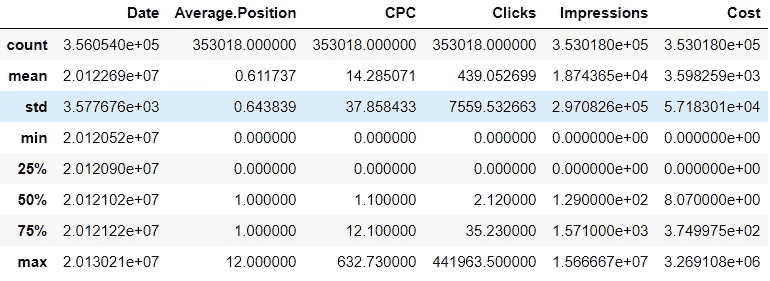 Date Average.Position CPC Clicks Impressions Cost
count 3.560540e+05 353018.000000 353018.000000 353018.000000 3.530180e+05 3.530180e+05
mean 2.012269e+07 0.611737 14.285071 439.052699 1.874365e+04 3.598259e+03
std 3.577676e+03 0.643839 37.858433 7559.532663 2.970826e+05 5.718301e+04
min 2.012052e+07 0.000000 0.000000 0.000000 0.000000e+00 0.000000e+00
25% 2.012090e+07 0.000000 0.000000 0.000000 0.000000e+00 0.000000e+00
50% 2.012102e+07 1.000000 1.100000 2.120000 1.290000e+02 8.070000e+00
75% 2.012122e+07 1.000000 12.100000 35.230000 1.571000e+03 3.749975e+02
max 2.013021e+07 12.000000 632.730000 441963.500000 1.566667e+07 3.269108e+06